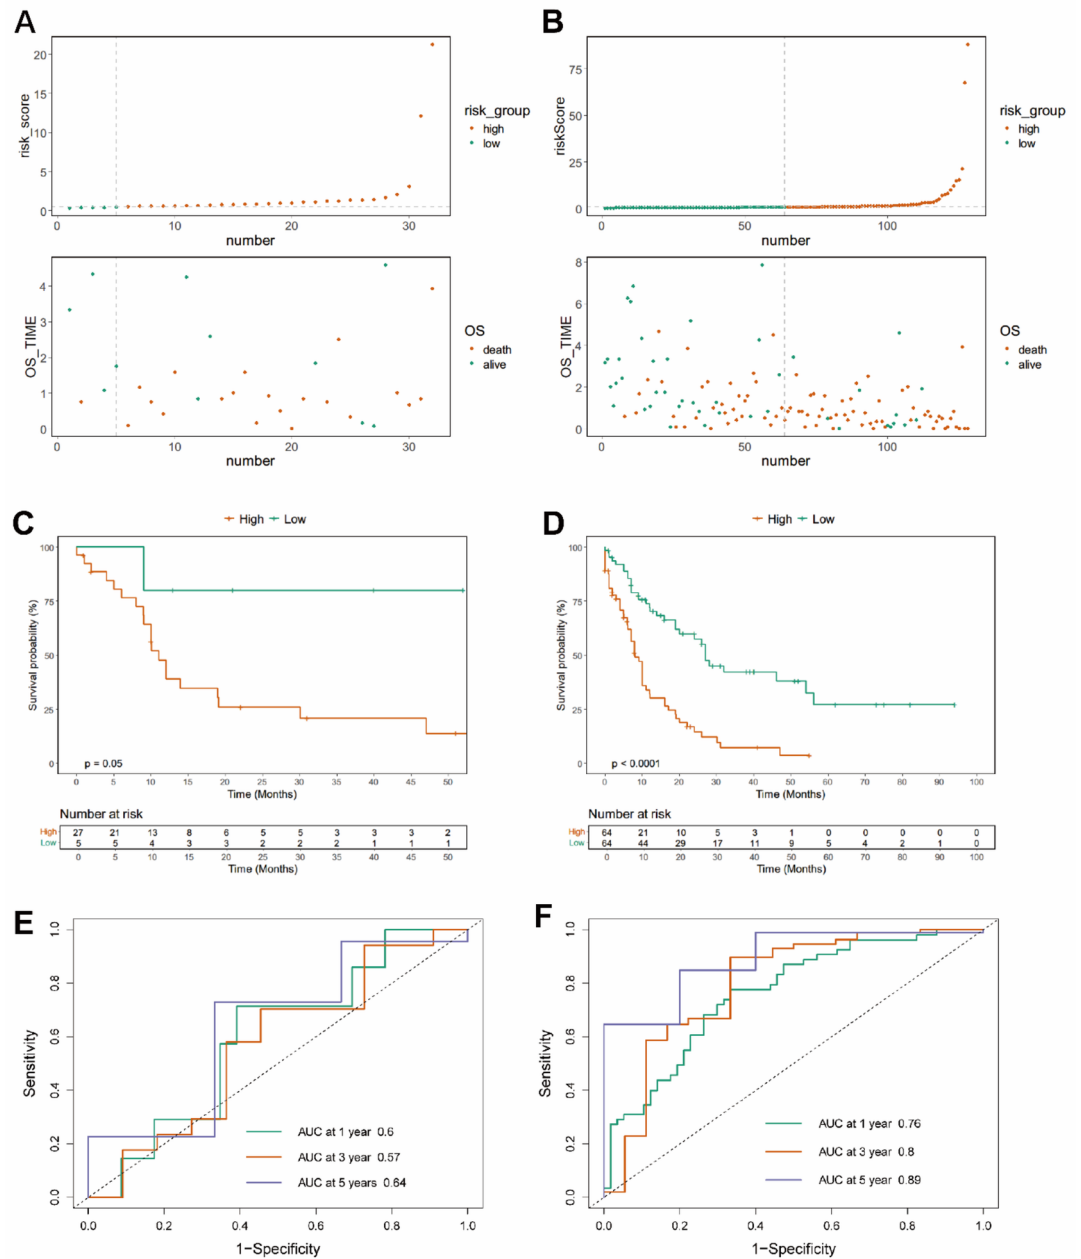 A
risk_score
20
15
10
5
0
0 10 20 30
number
risk_group
high
low
OS_TIME
4
3
2
1
0
0 10 20 30
number
OS
death
alive
B
riskScore
75
50
25
0
0 50 100
number
risk_group
high
low
OS_TIME
8
6
4
2
0
0 50 100
number
OS
death
alive
C
High Low
Survival probability (%)
100
75
50
25
0
p = 0.05
0 5 10 15 20 25 30 35 40 45 50
Time (Months)
Number at risk
High 27 21 13 8 6 5 5 3 3 3 2
Low 5 5 4 3 3 2 2 2 1 1 1
0 5 10 15 20 25 30 35 40 45 50
Time (Months)
D
High Low
Survival probability (%)
100
75
50
25
0
p < 0.0001
0 10 20 30 40 50 60 70 80 90 100
Time (Months)
Number at risk
High 64 21 10 5 3 1 0 0 0 0 0
Low 64 44 29 17 11 9 5 4 2 1 0
0 10 20 30 40 50 60 70 80 90 100
Time (Months)
E
Sensitivity
1.0
0.8
0.6
0.4
0.2
0.0
AUC at 1 year 0.6
AUC at 3 year 0.57
AUC at 5 years 0.64
0.0 0.2 0.4 0.6 0.8 1.0
1-Specificity
F
Sensitivity
1.0
0.8
0.6
0.4
0.2
0.0
AUC at 1 year 0.76
AUC at 3 year 0.8
AUC at 5 year 0.89
0.0 0.2 0.4 0.6 0.8 1.0
1-Specificity